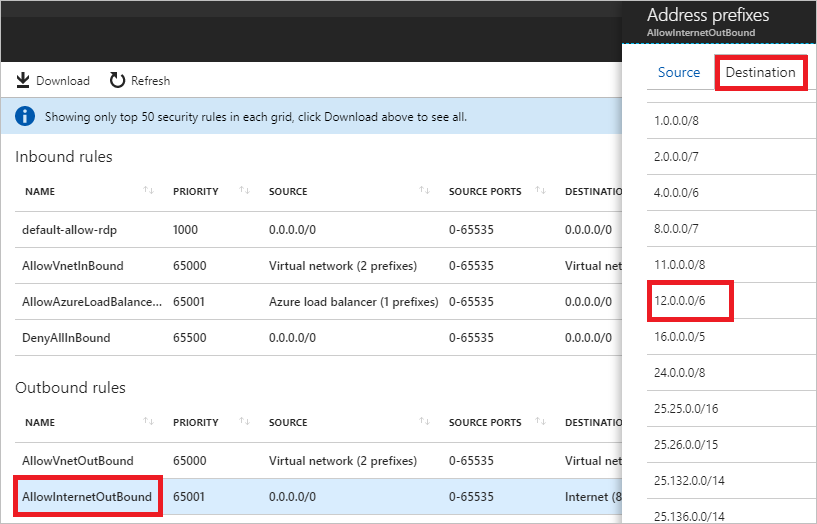 Address prefixes
AllowInternetOutBound
Download Refresh
Source Destination
Showing only top 50 security rules in each grid, click Download above to see all.
Inbound rules
NAME PRIORITY SOURCE SOURCE PORTS DESTINATIO
default-allow-rdp 1000 0.0.0.0/0 0-65535 0.0.0.0/0
AllowVnetInBound 65000 Virtual network (2 prefixes) 0-65535 Virtual net
AllowAzureLoadBalance... 65001 Azure load balancer (1 prefixes) 0-65535 0.0.0.0/0
DenyAllInBound 65500 0.0.0.0/0 0-65535 0.0.0.0/0
Outbound rules
NAME PRIORITY SOURCE SOURCE PORTS DESTINATIO
AllowVnetOutBound 65000 Virtual network (2 prefixes) 0-65535 Virtual net
AllowInternetOutBound 65001 0.0.0.0/0 0-65535 Internet (8
1.0.0.0/8
2.0.0.0/7
4.0.0.0/6
8.0.0.0/7
11.0.0.0/8
12.0.0.0/6
16.0.0.0/5
24.0.0.0/8
25.25.0.0/16
25.26.0.0/15
25.132.0.0/14
25.136.0.0/14